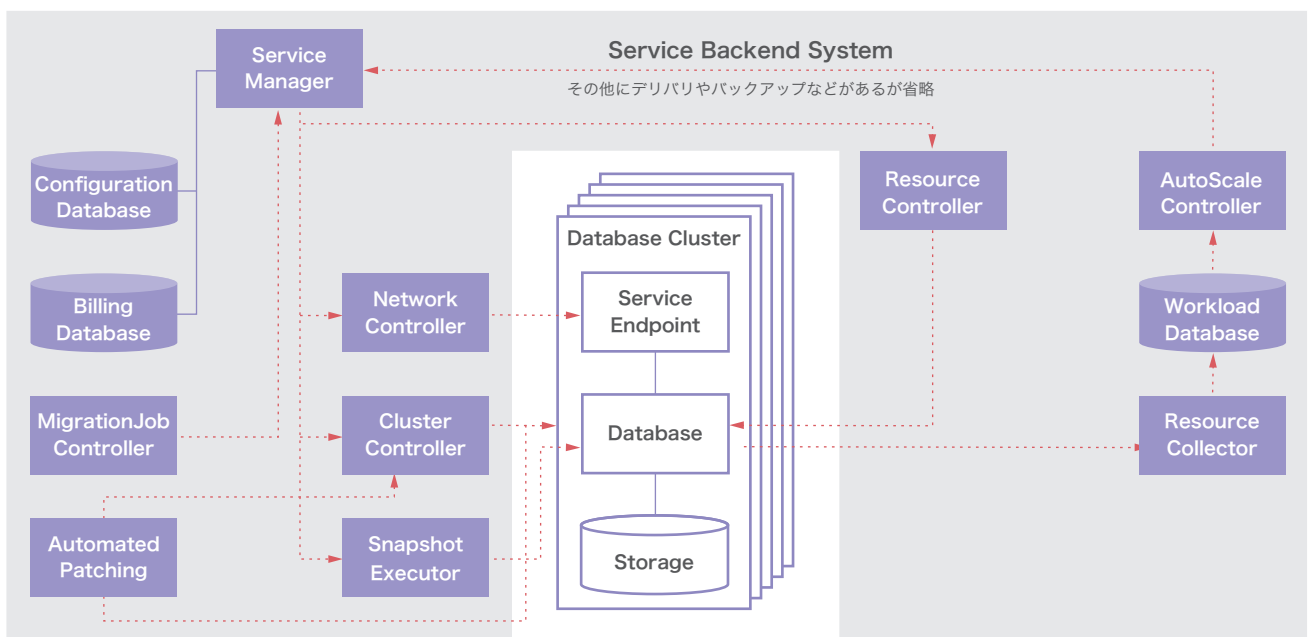 Service Backend System
その他にデリバリやバックアップなどがあるが省略
Service
Manager
Configuration
Database
Billing
Database
MigrationJob
Controller
Automated
Patching
Network
Controller
Cluster
Controller
Snapshot
Executor
Database Cluster
Service
Endpoint
Database
Storage
Resource
Controller
AutoScale
Controller
Workload
Database
Resource
Collector